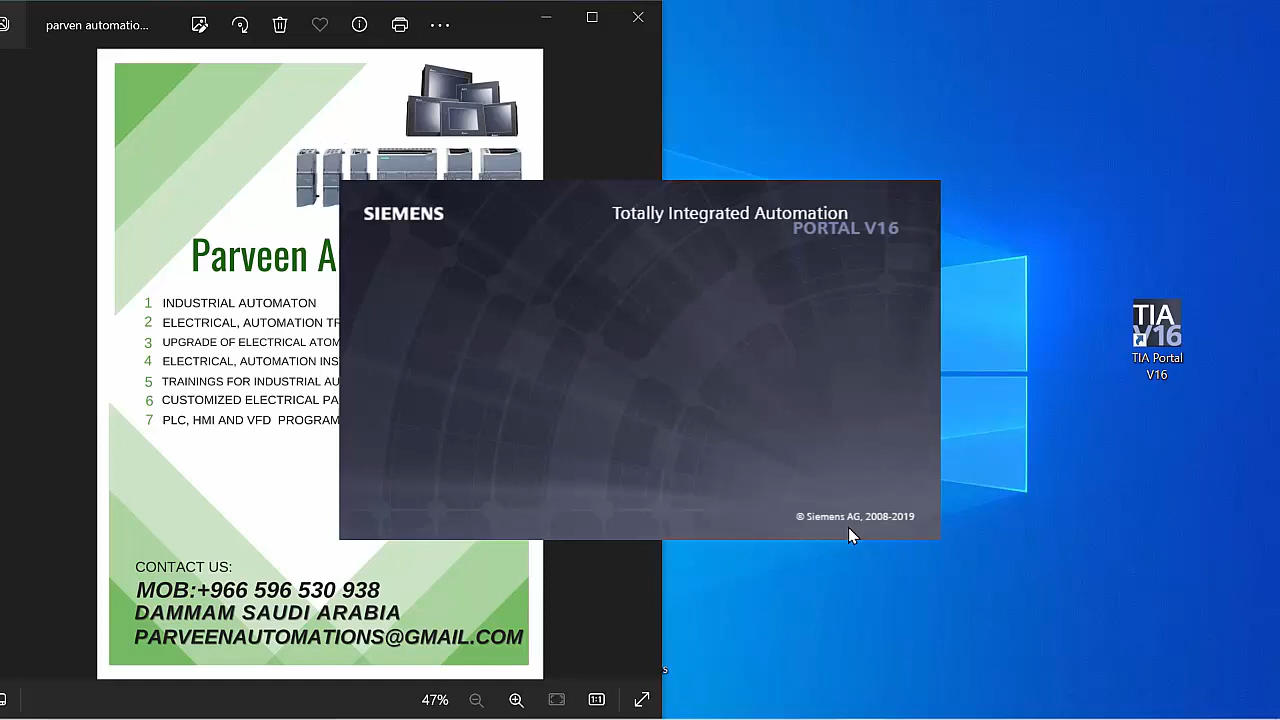 parven automatio...
SIEMENS
Totally Integrated Automation
PORTAL V16
Parveen A
1 INDUSTRIAL AUTOMATON
2 ELECTRICAL, AUTOMATION TR
3 UPGRADE OF ELECTRICAL ATOM
4 ELECTRICAL, AUTOMATION INS
5 TRAININGS FOR INDUSTRIAL AU
6 CUSTOMIZED ELECTRICAL PA
7 PLC, HMI AND VFD PROGRAM
© Siemens AG, 2008-2019
CONTACT US:
MOB:+966 596 530 938
DAMMAM SAUDI ARABIA
PARVEENAUTOMATIONS@GMAIL.COM
47%
1:1
TIA
V16
TIA Portal
V16
s